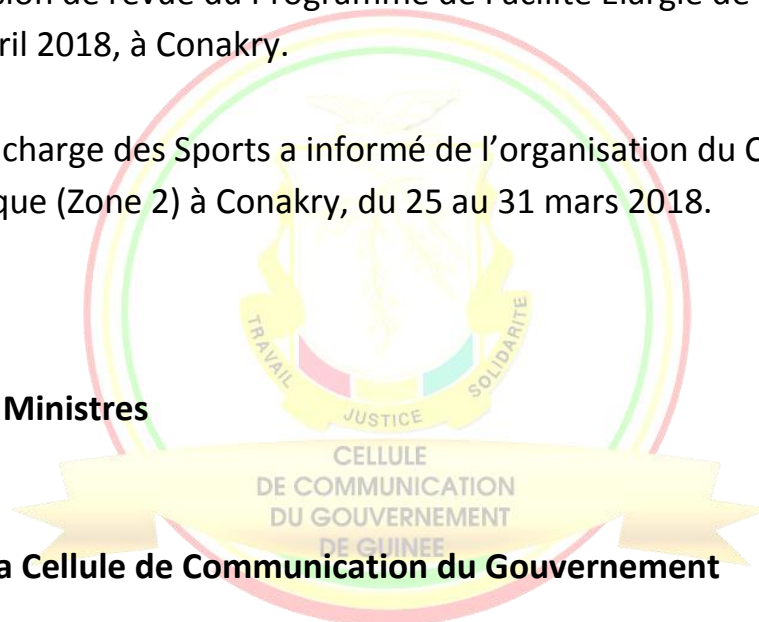 ril 2018, à Conakry.
charge des Sports a informé de l’organisation du
que (Zone 2) à Conakry, du 25 au 31 mars 2018.
TRAVAIL JUSTICE SOLIDARITE
Ministres
CELLULE
DE COMMUNICATION
DU GOUVERNEMENT
DE GUINEE
a Cellule de Communication du Gouvernement